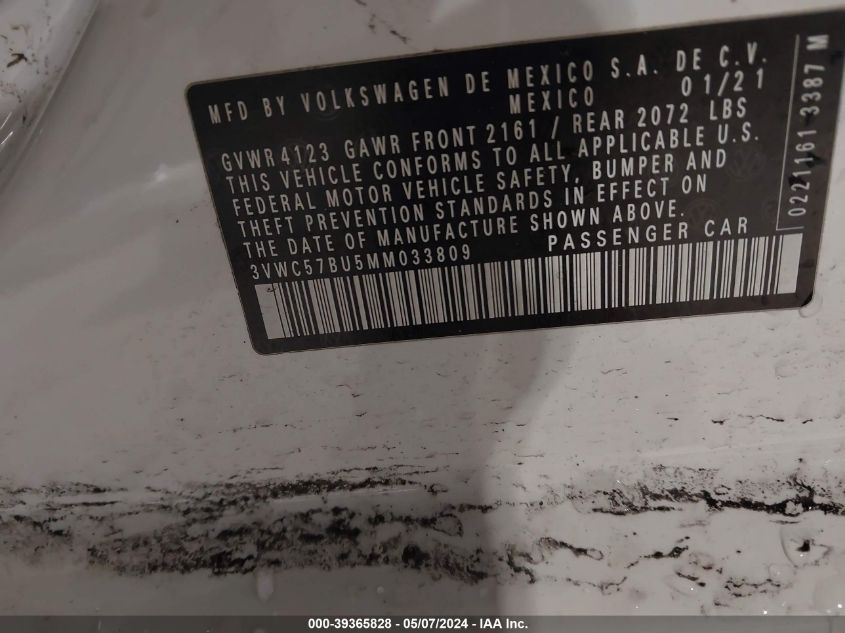 MFD BY VOLKSWAGEN DE MEXICO S.A. DE C.V.
MEXICO 01/21
GVWR 4123 GAWR FRONT 2161 / REAR 2072 LBS
THIS VEHICLE CONFORMS TO ALL APPLICABLE U.S.
FEDERAL MOTOR VEHICLE SAFETY, BUMPER AND
THEFT PREVENTION STANDARDS IN EFFECT ON
THE DATE OF MANUFACTURE SHOWN ABOVE.
3VWC57BU5MM033809 PASSENGER CAR
0221161 3387 M
000-39365828 - 05/07/2024 - IAA Inc.